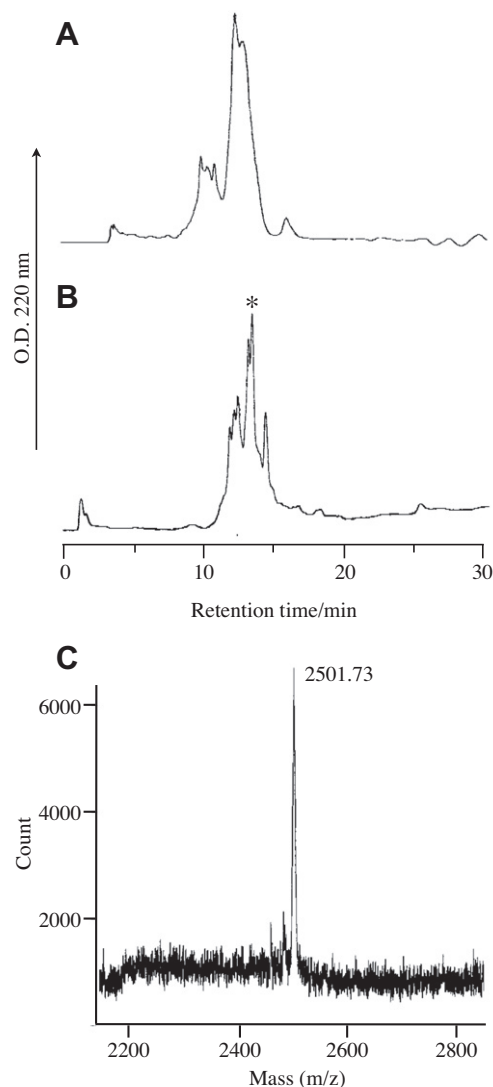 A
O.D. 220 nm
B
*
0 10 20 30
Retention time/min
C
2501.73
6000
4000
2000
Count
2200 2400 2600 2800
Mass (m/z)